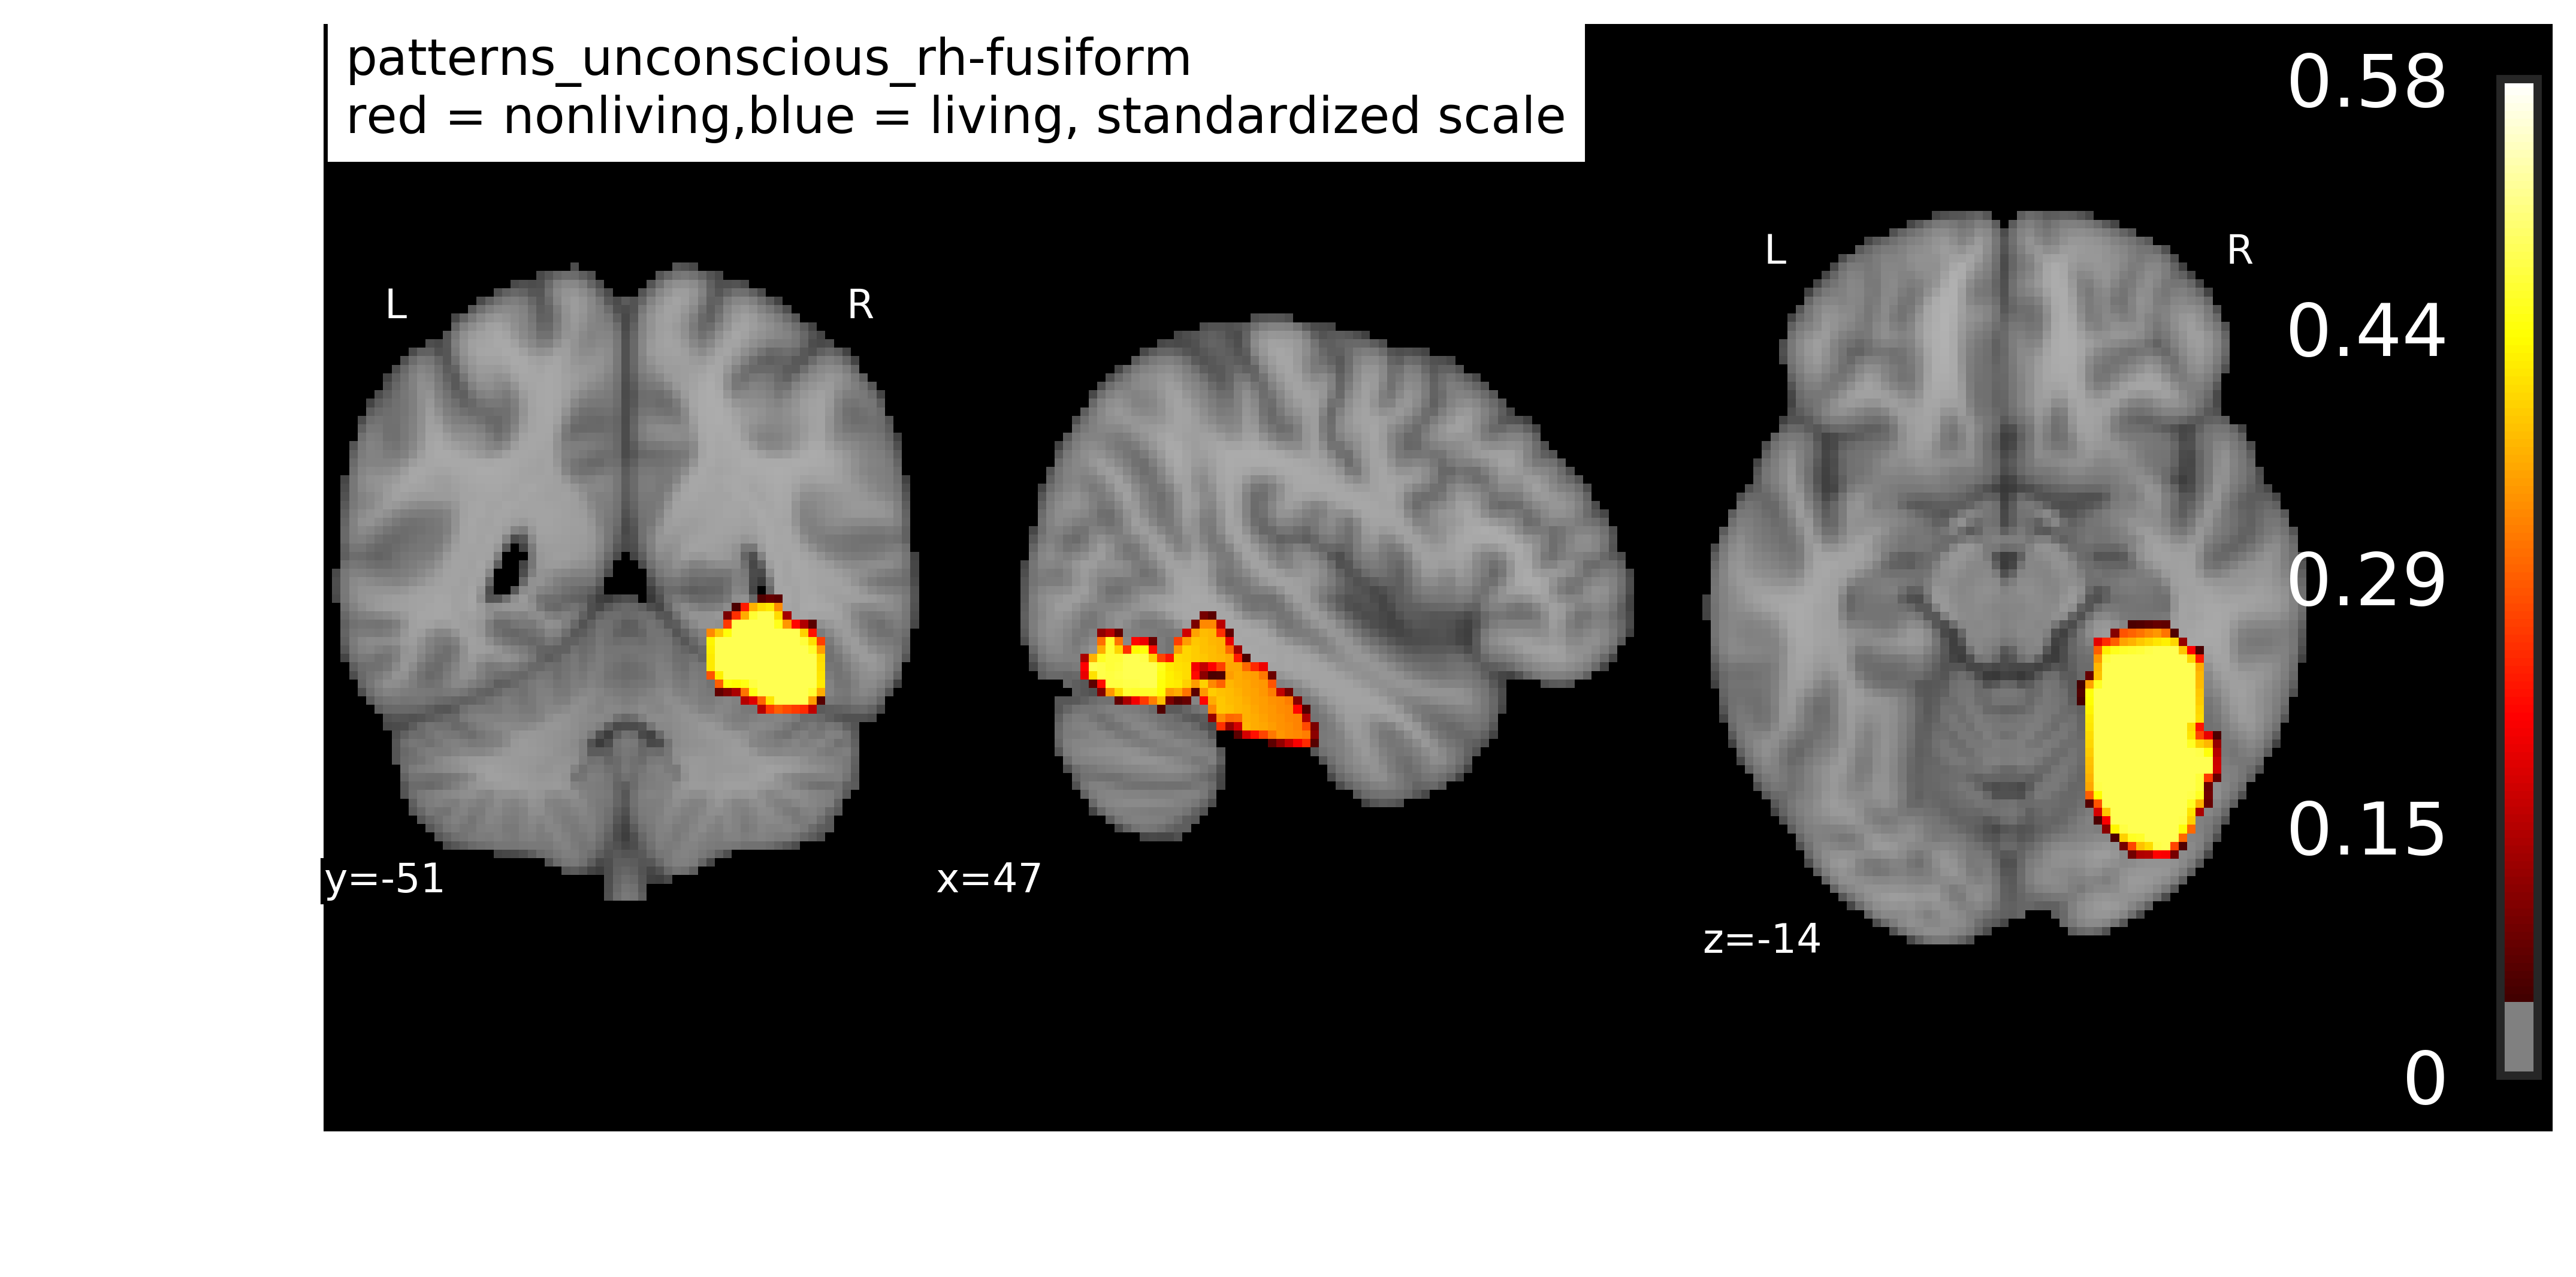 patterns_unconscious_rh-fusiform
red = nonliving,blue = living, standardized scale
L
R
L
R
y=-51
x=47
z=-14
0.58
0.44
0.29
0.15
0